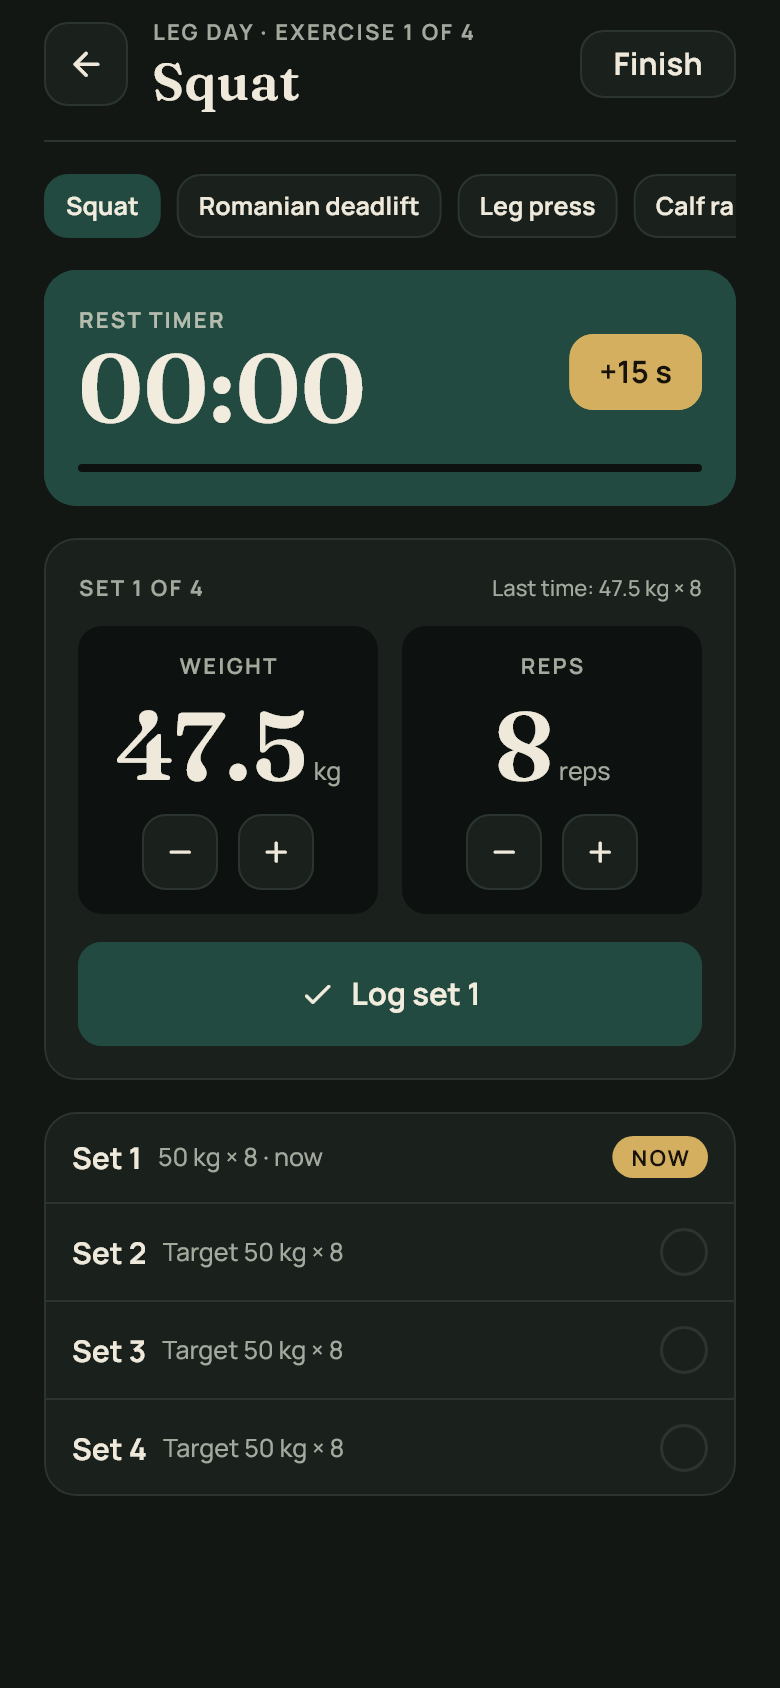 LEG DAY · EXERCISE 1 OF 4
Squat
Finish
Squat
Romanian deadlift
Leg press
Calf ra
REST TIMER
00:00
+15 s
SET 1 OF 4
Last time: 47.5 kg × 8
WEIGHT
47.5 kg
REPS
8 reps
Log set 1
Set 1 50 kg × 8 · now
NOW
Set 2 Target 50 kg × 8
Set 3 Target 50 kg × 8
Set 4 Target 50 kg × 8